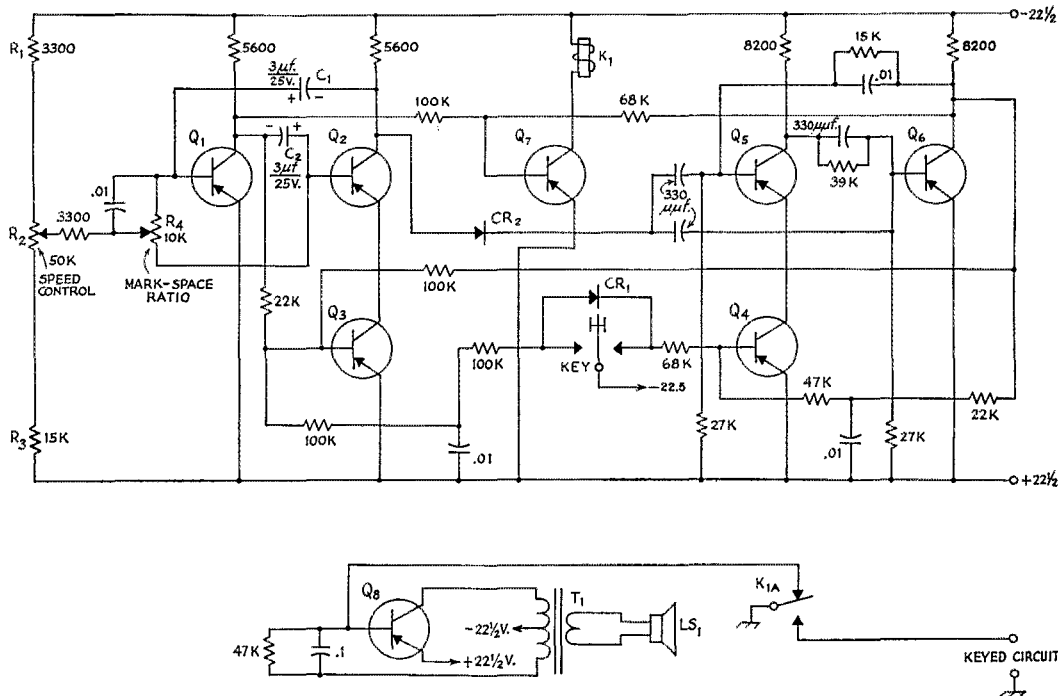 −22½
R1 3300
5600
5600
K1
8200
15K
.01
8200
3µf.
25V.
C1
+ −
100K
68K
Q1
− +
C2
3µf
25V.
Q2
Q7
Q5
330µµf.
39K
Q6
.01
R4
10K
330
µµf.
CR2
R2
3300
50K
SPEED
CONTROL
MARK-SPACE
RATIO
100K
22K
Q3
CR1
Q4
100K
KEY
68K
−22.5
47K
22K
R3 15K
100K
.01
27K
.01
27K
+22½
Q8
T1
K1A
LS1
−22½V.
47K
.1
+22½V.
KEYED CIRCUIT